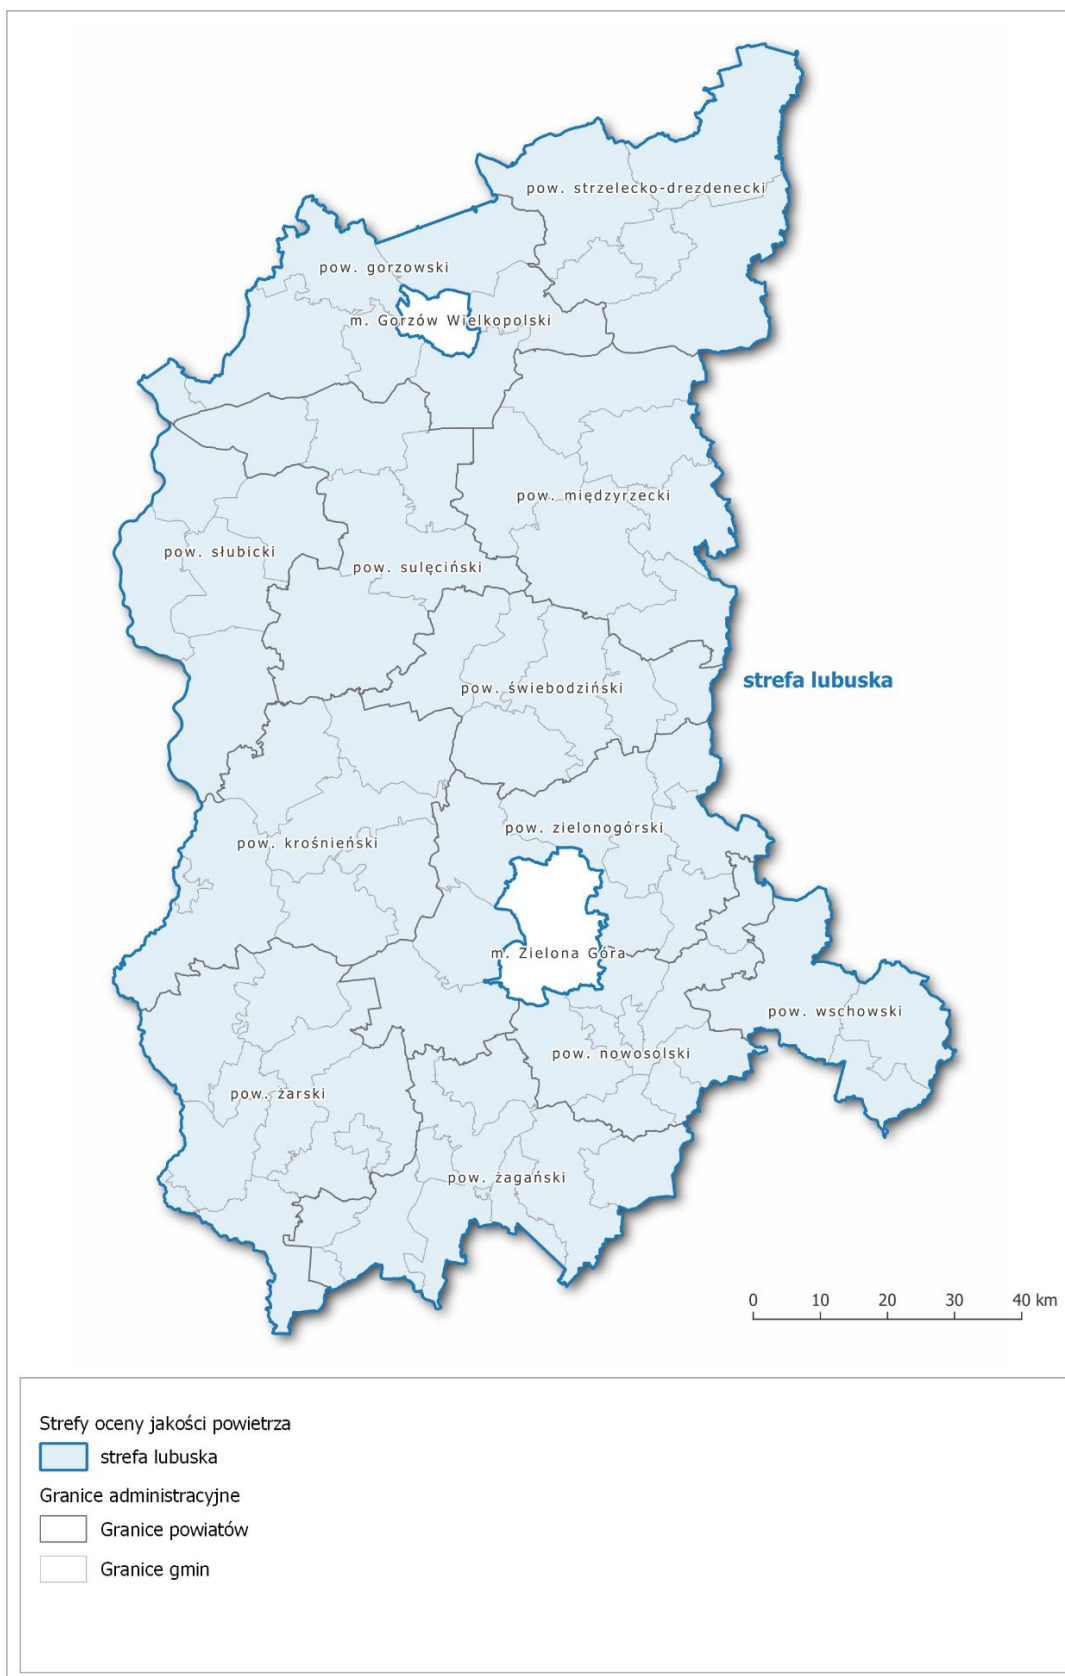 pow. strzelecko-drezdenecki
pow. gorzowski
m. Gorzów Wielkopolski
pow. międzyrzecki
pow. słubicki
pow. sulęciński
strefa lubuska
pow. świebodziński
pow. zielonogórski
pow. krośnieński
m. Zielona Góra
pow. wschowski
pow. nowosolski
pow. żarski
pow. żagański
0 10 20 30 40 km
Strefy oceny jakości powietrza
strefa lubuska
Granice administracyjne
Granice powiatów
Granice gmin